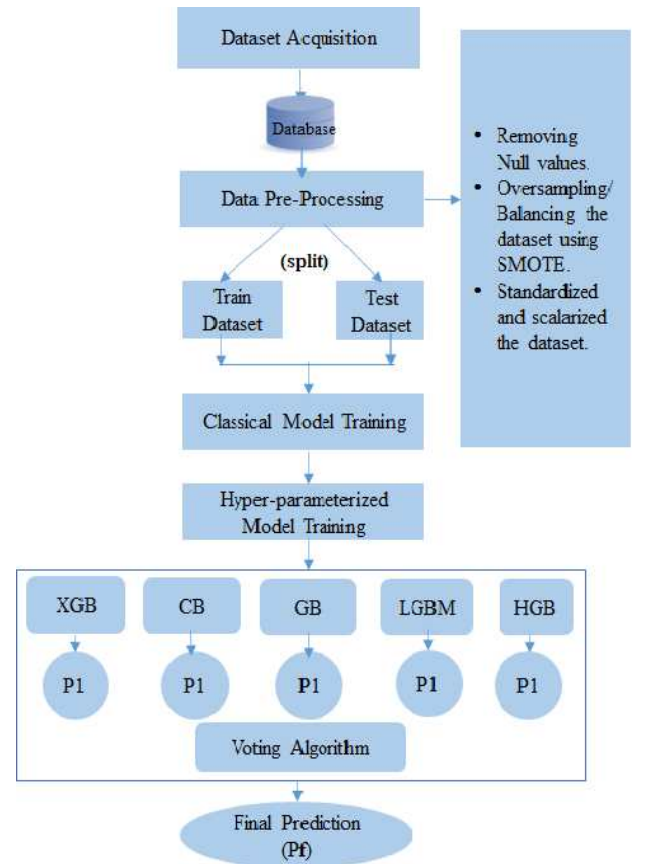 Dataset Acquisition
Database
Data Pre-Processing
• Removing
Null values.
• Oversampling/
Balancing the
dataset using
SMOTE.
• Standardized
and scalarized
the dataset.
(split)
Train
Dataset
Test
Dataset
Classical Model Training
Hyper-parameterized
Model Training
XGB
CB
GB
LGBM
HGB
P1
P1
P1
P1
P1
Voting Algorithm
Final Prediction
(Pf)